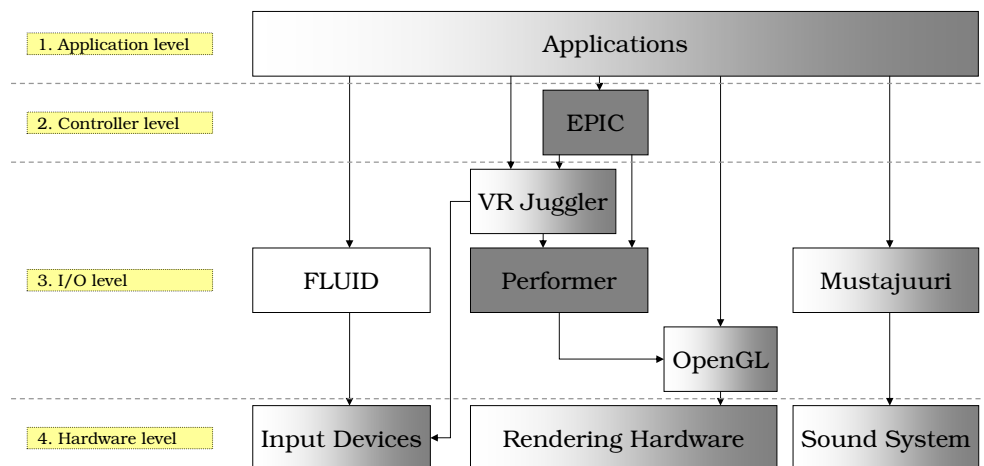 1. Application level
Applications
2. Controller level
EPIC
VR Juggler
3. I/O level
FLUID
Performer
Mustajuuri
OpenGL
4. Hardware level
Input Devices
Rendering Hardware
Sound System